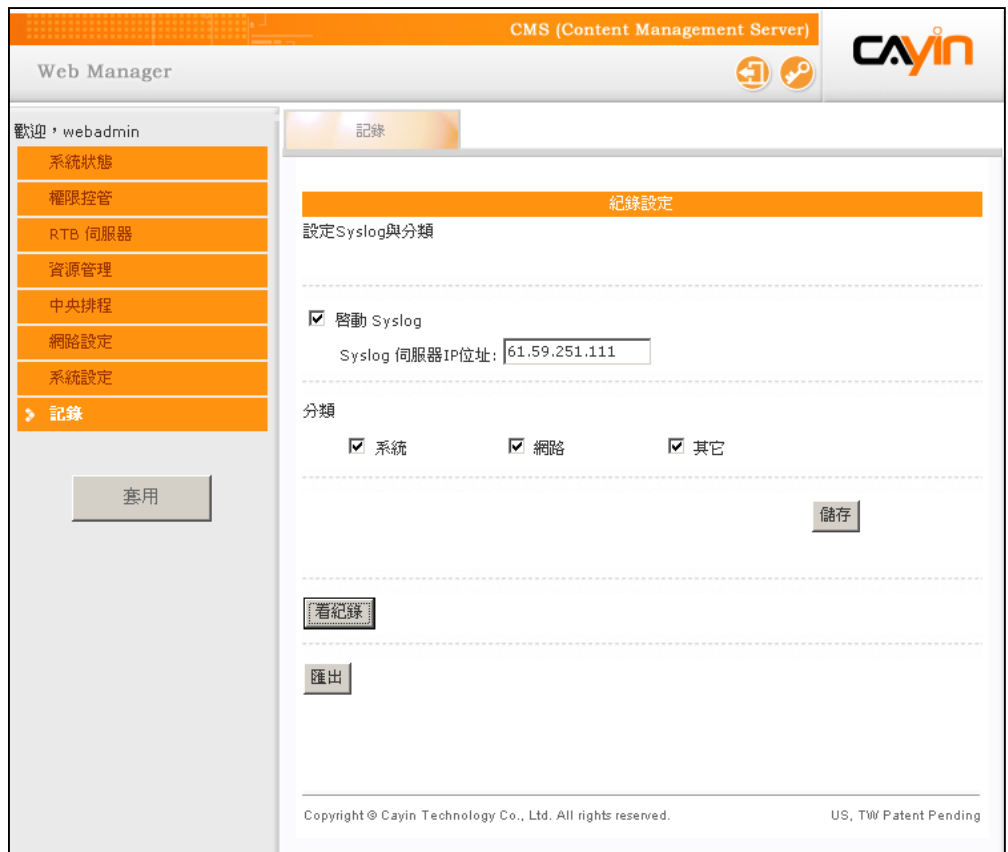 CMS (Content Management Server)
CAyin
Web Manager
歡迎，webadmin
系統狀態
權限控管
RTB 伺服器
資源管理
中央排程
網路設定
系統設定
記錄
套用
記錄
紀錄設定
設定Syslog與分類
啓動 Syslog
Syslog 伺服器IP位址: 61.59.251.111
分類
系統 網路 其它
儲存
看紀錄
匯出
Copyright © Cayin Technology Co., Ltd. All rights reserved. US, TW Patent Pending